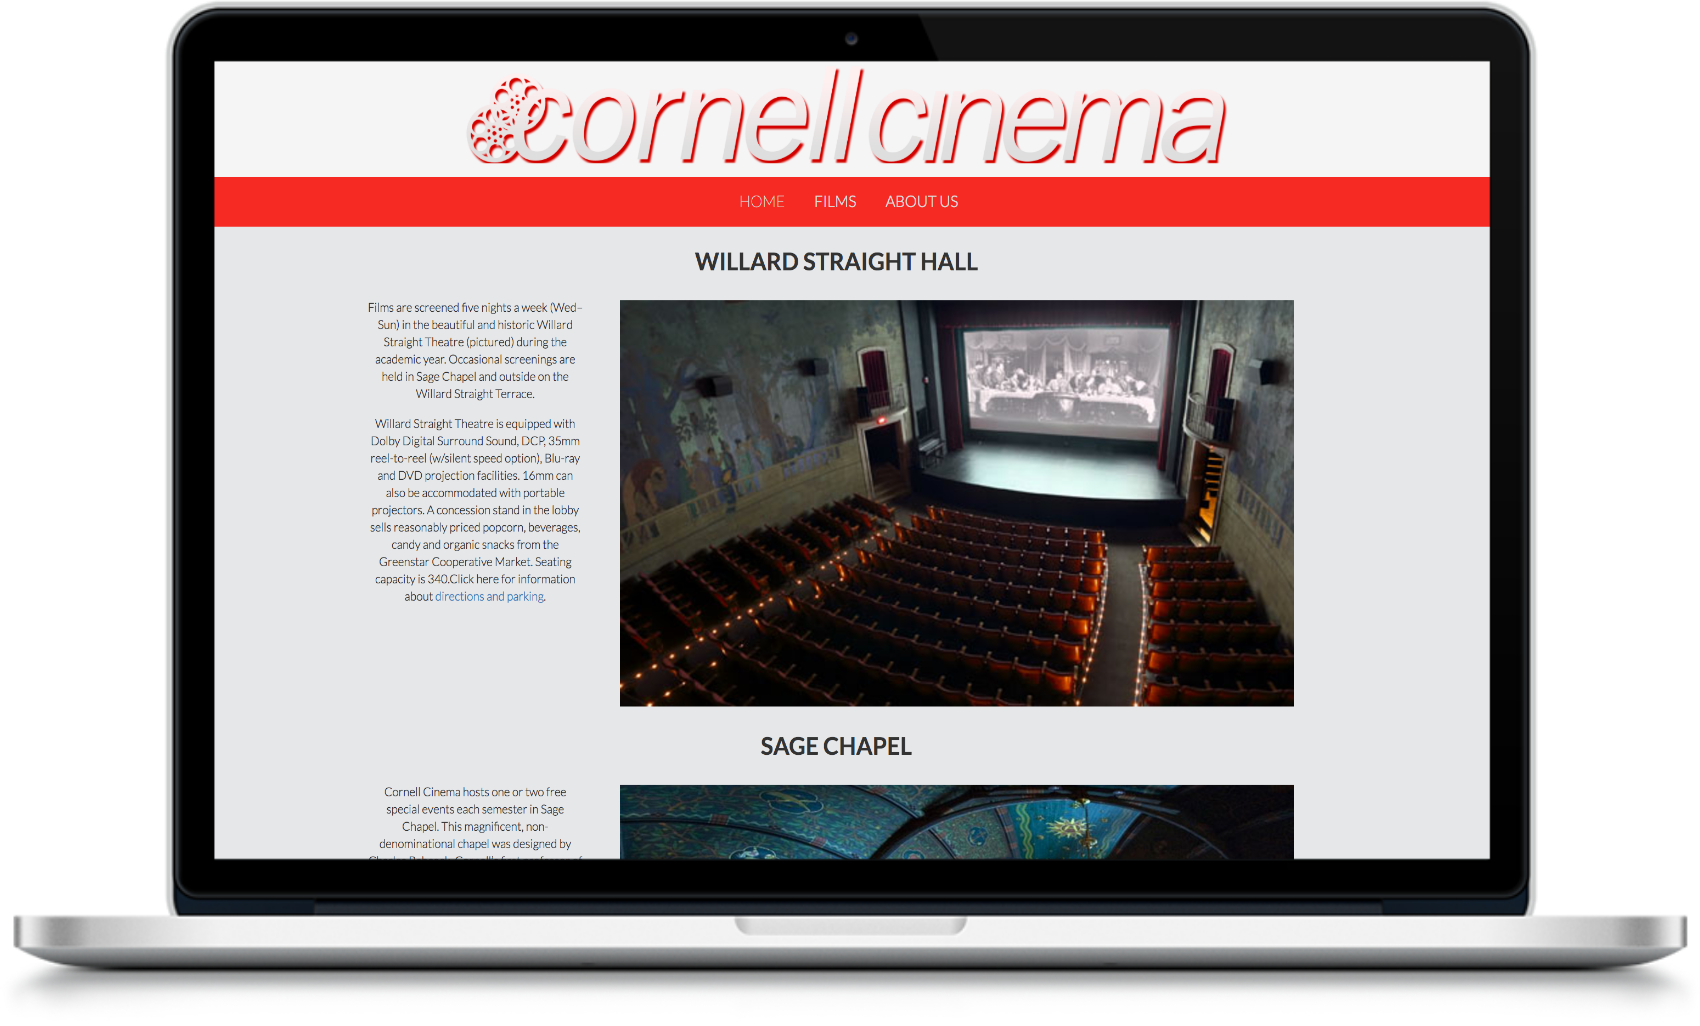 cornell cinema
HOME FILMS ABOUT US
WILLARD STRAIGHT HALL
Films are screened five nights a week (Wed–
Sun) in the beautiful and historic Willard
Straight Theatre (pictured) during the
academic year. Occasional screenings are
held in Sage Chapel and outside on the
Willard Straight Terrace.
Willard Straight Theatre is equipped with
Dolby Digital Surround Sound, DCP, 35mm
reel-to-reel (w/silent speed option), Blu-ray
and DVD projection facilities. 16mm can
also be accommodated with portable
projectors. A concession stand in the lobby
sells reasonably priced popcorn, beverages,
candy and organic snacks from the
Greenstar Cooperative Market. Seating
capacity is 340.Click here for information
about directions and parking.
SAGE CHAPEL
Cornell Cinema hosts one or two free
special events each semester in Sage
Chapel. This magnificent, non-
denominational chapel was designed by